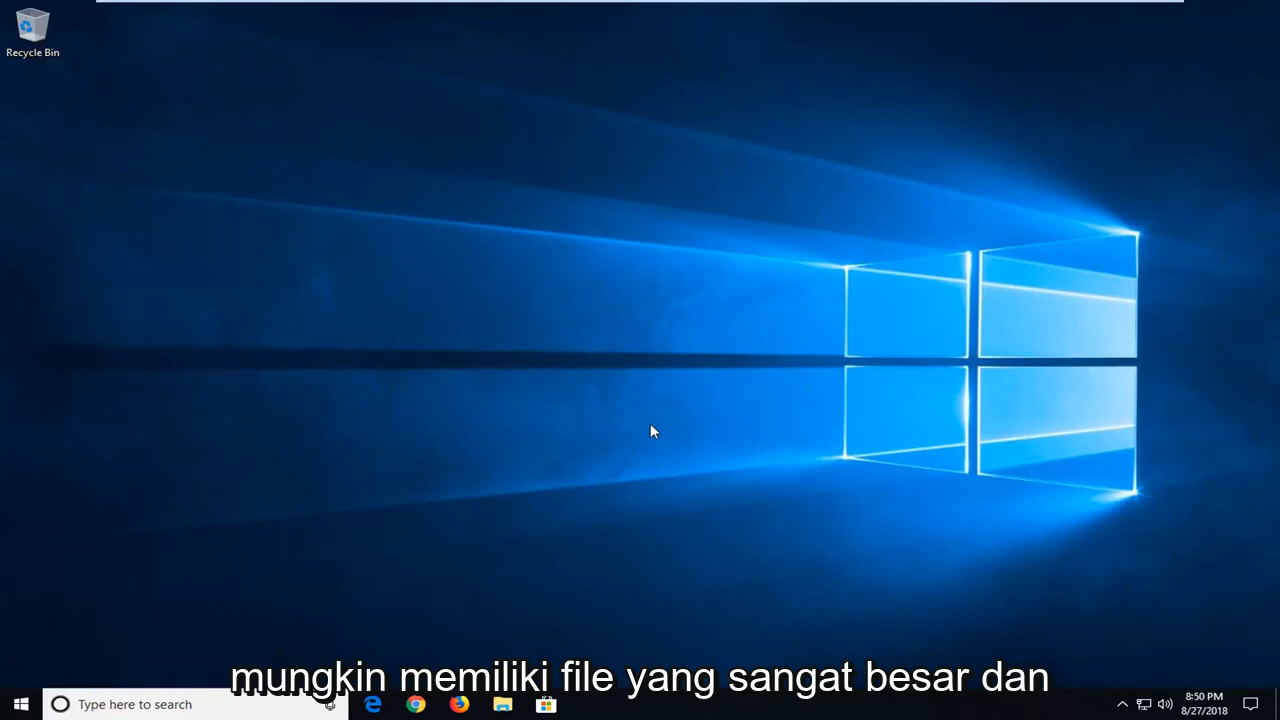 Recycle Bin
mungkin memiliki file yang sangat besar dan
Type here to search
8:50 PM
8/27/2018